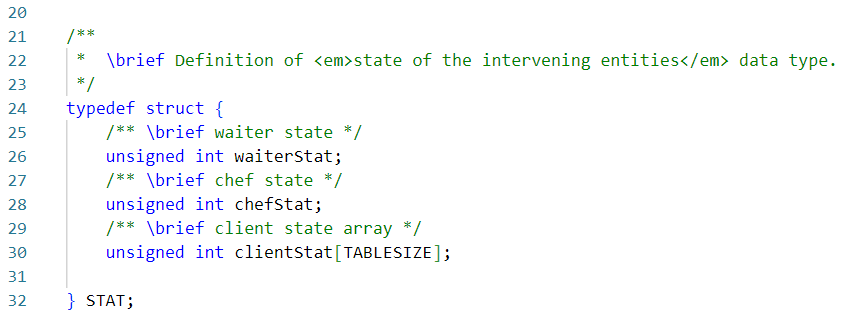 20
21 /**
22  *  \brief Definition of <em>state of the intervening entities</em> data type.
23  */
24 typedef struct {
25     /** \brief waiter state */
26     unsigned int waiterStat;
27     /** \brief chef state */
28     unsigned int chefStat;
29     /** \brief client state array */
30     unsigned int clientStat[TABLESIZE];
31
32 } STAT;